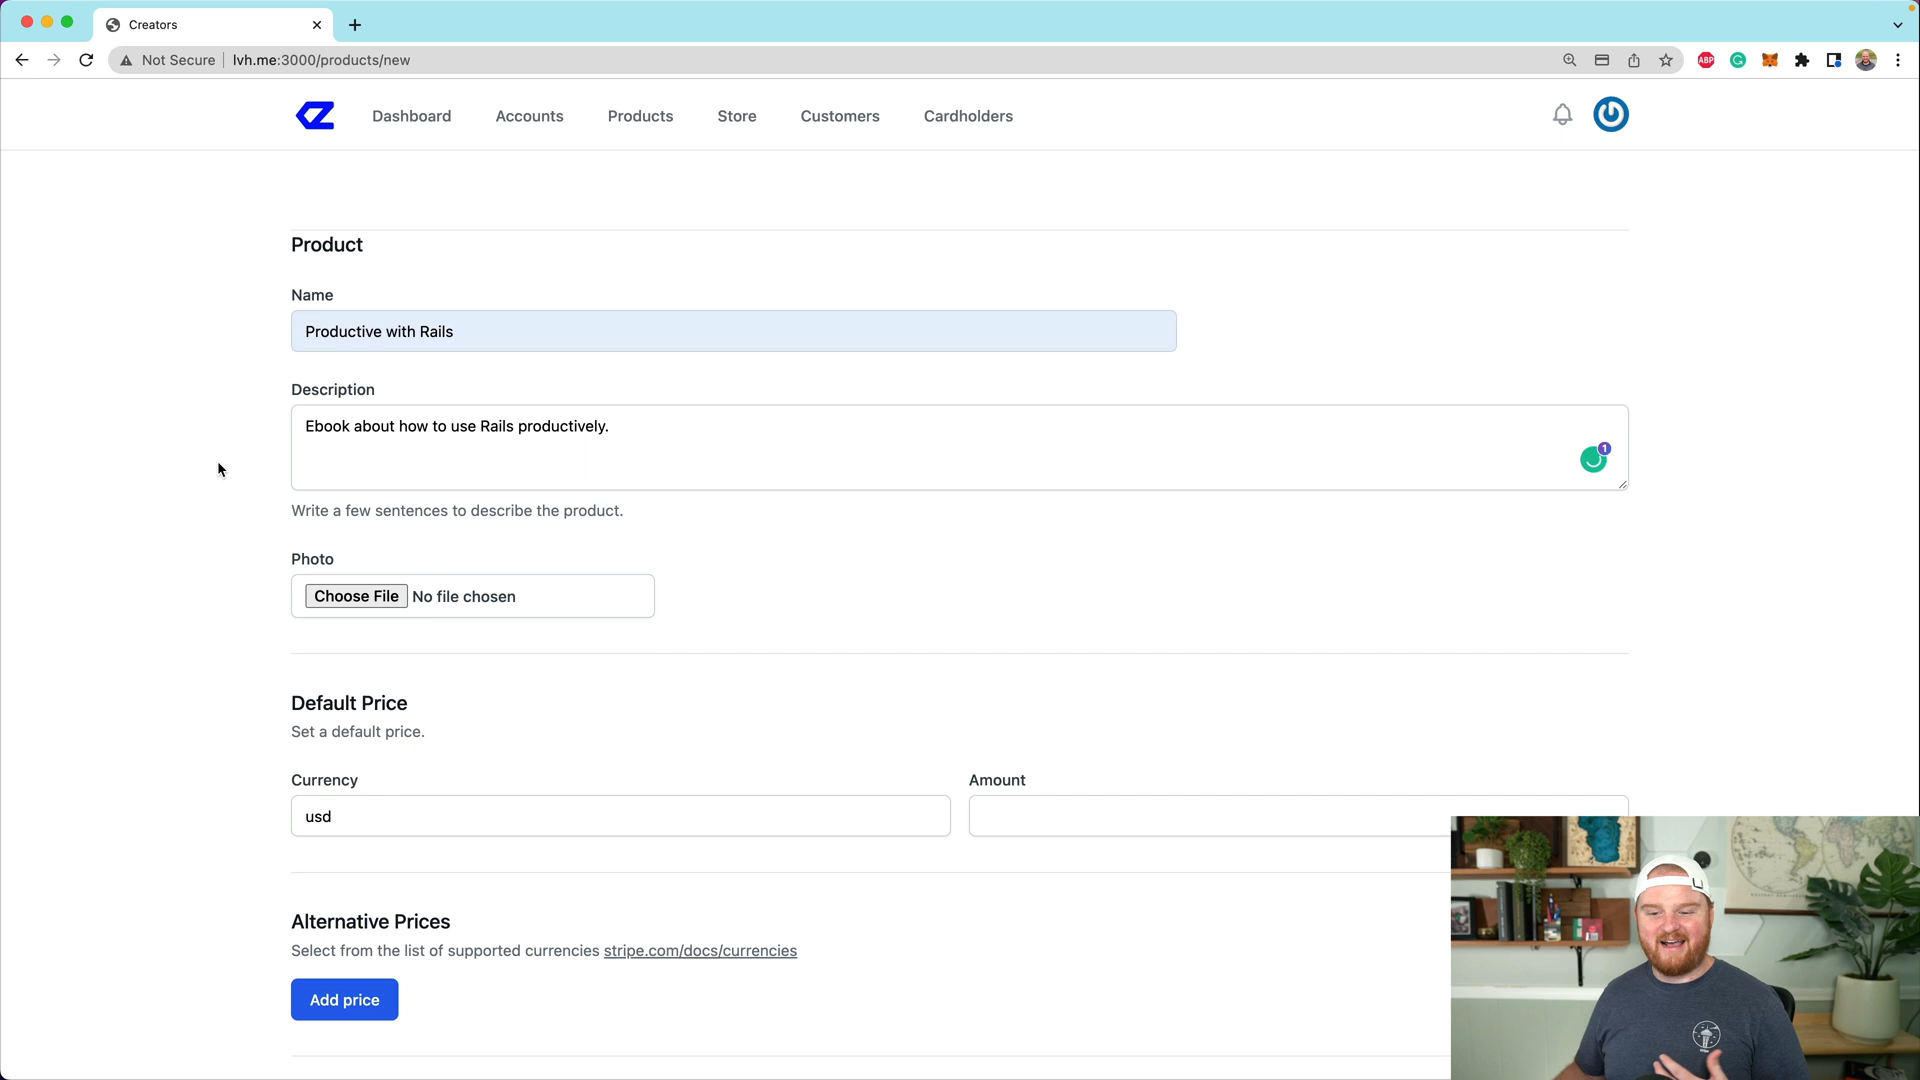 Creators
Not Secure lvh.me:3000/products/new
ABP
Dashboard Accounts Products Store Customers Cardholders
Product
Name
Productive with Rails
Description
Ebook about how to use Rails productively.
1
Write a few sentences to describe the product.
Photo
Choose File No file chosen
Default Price
Set a default price.
Currency Amount
usd
Alternative Prices
Select from the list of supported currencies stripe.com/docs/currencies
Add price